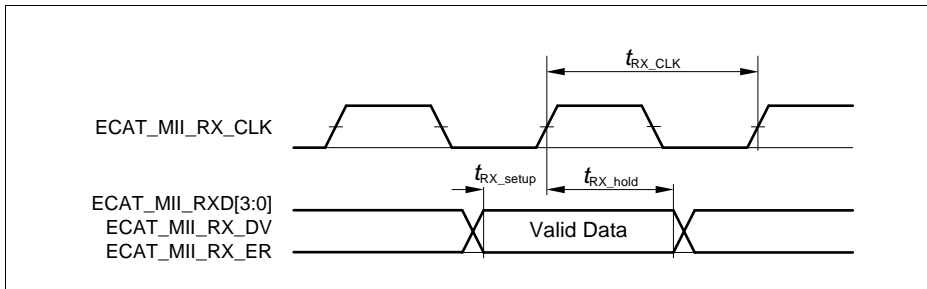 tRX_CLK
ECAT_MII_RX_CLK
tRX_setup tRX_hold
ECAT_MII_RXD[3:0]
ECAT_MII_RX_DV Valid Data
ECAT_MII_RX_ER